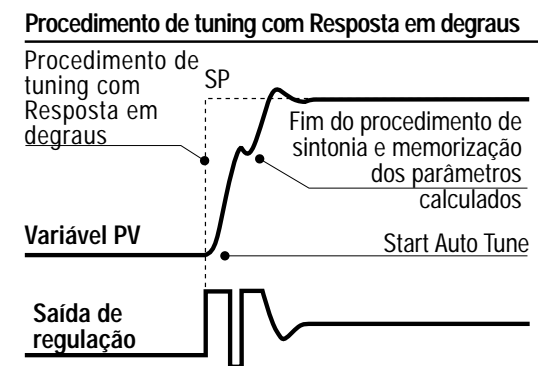 Procedimento de tuning com Resposta em degraus
Procedimento de
tuning com
Resposta em
degraus
SP
Fim do procedimento de
sintonia e memorização
dos parâmetros
calculados
Variável PV
Start Auto Tune
Saída de
regulação